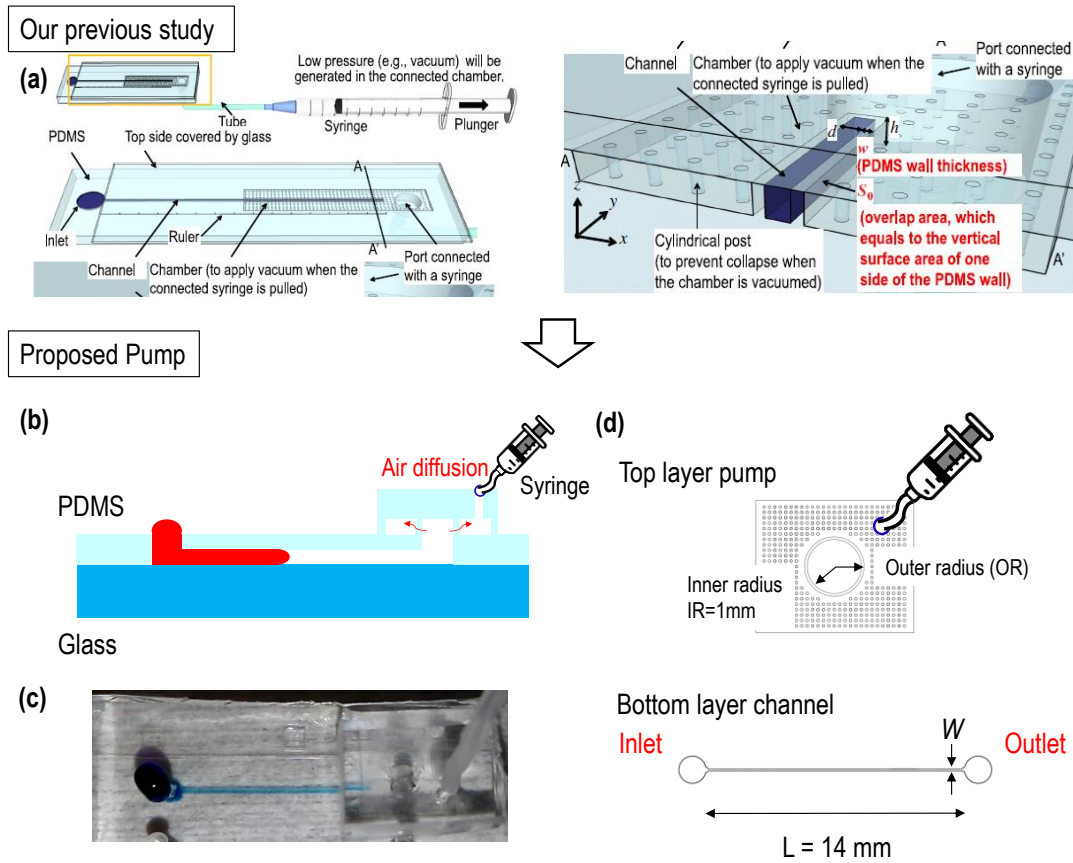 Our previous study
(a)
Low pressure (e.g., vacuum) will be
generated in the connected chamber.
Tube
Syringe
Plunger
PDMS
Top side covered by glass
A
Inlet
Ruler
A'
Channel
Chamber (to apply vacuum when the
connected syringe is pulled)
Port connected
with a syringe
Channel
Chamber (to apply vacuum when the
connected syringe is pulled)
A'
Port connected
with a syringe
d
h
w
(PDMS wall thickness)
A
S0
(overlap area, which
equals to the vertical
surface area of one
side of the PDMS wall)
z
y
x
Cylindrical post
(to prevent collapse when
the chamber is vacuumed)
A'
Proposed Pump
(b)
Air diffusion
Syringe
PDMS
Glass
(c)
(d)
Top layer pump
Inner radius
IR=1mm
Outer radius (OR)
Bottom layer channel
Inlet
W
Outlet
L = 14 mm